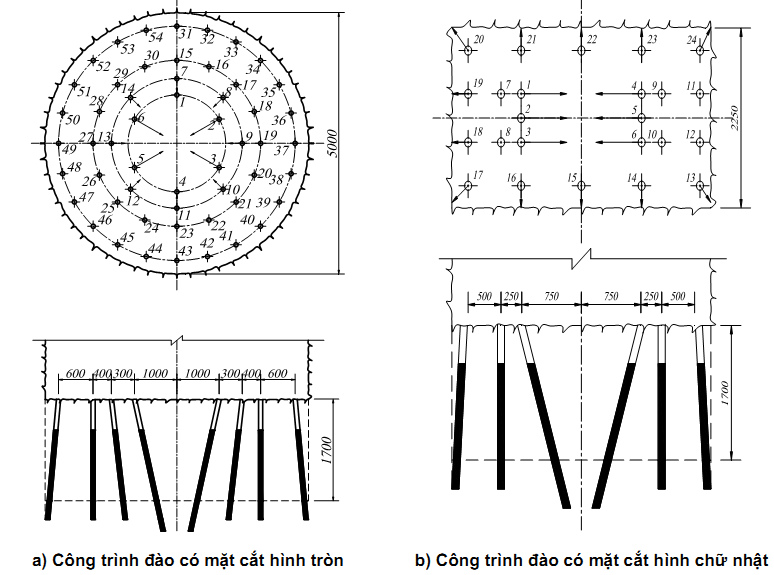 31
54 32
53 33
30 15 16
52 34
29 7 17
14 8
51 1 35
28 18
50 6 2 36
49 27 13 9 19 37
5 3
48 26 20 38
4
12 10
47 25 11 21 39
46 24 23 22 40
45 43 41
44 42
5000
600 400 300 1000 1000 300 400 600
1700
a) Công trình đào có mặt cắt hình tròn
20 21 22 23 24
19 7 1 4 9 11
2 5
18 8 3 6 10 12
17 16 15 14 13
2250
500 250 750 750 250 500
1700
b) Công trình đào có mặt cắt hình chữ nhật